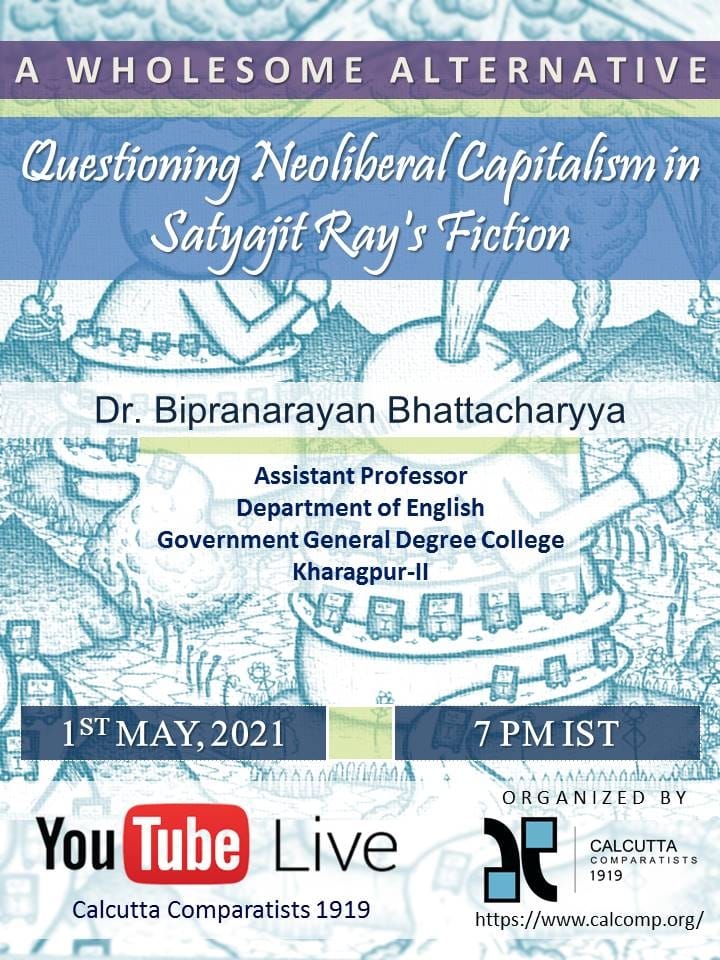 A WHOLESOME ALTERNATIVE
Questioning Neoliberal Capitalism in
Satyajit Ray's Fiction
Dr. Bipranarayan Bhattacharyya
Assistant Professor
Department of English
Government General Degree College
Kharagpur-II
1ST MAY, 2021
7 PM IST
ORGANIZED BY
YouTube Live
CALCUTTA
COMPARATISTS
1919
Calcutta Comparatists 1919
https://www.calcomp.org/